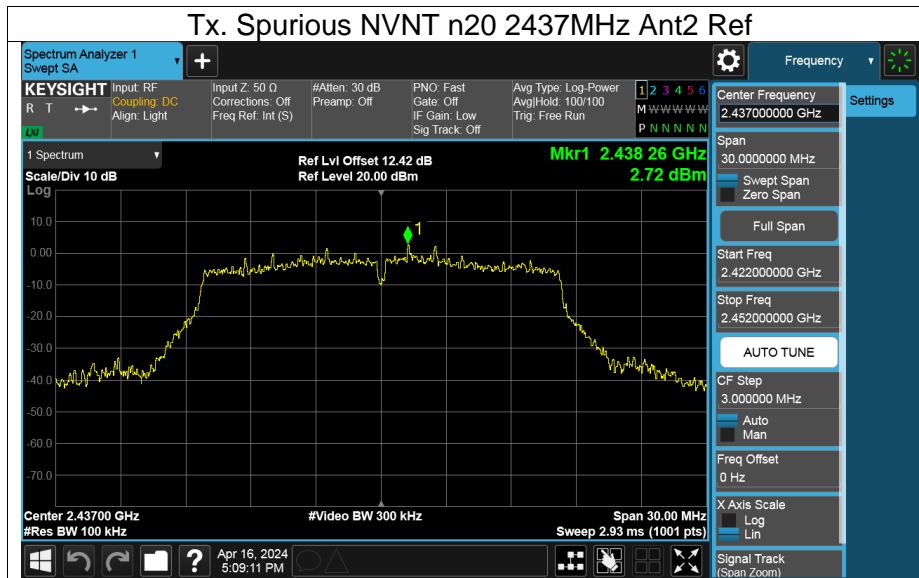 Tx. Spurious NVNT n20 2437MHz Ant2 Ref
Spectrum Analyzer 1
Swept SA
+
Frequency
KEYSIGHT
R T
LXI
Input: RF
Coupling: DC
Align: Light
Input Z: 50 Ω
Corrections: Off
Freq Ref: Int (S)
#Atten: 30 dB
Preamp: Off
PNO: Fast
Gate: Off
IF Gain: Low
Sig Track: Off
Avg Type: Log-Power
Avg|Hold: 100/100
Trig: Free Run
1 2 3 4 5 6
M W W W W W
P N N N N N
1 Spectrum
Scale/Div 10 dB
Log
Ref Lvl Offset 12.42 dB
Ref Level 20.00 dBm
Mkr1 2.438 26 GHz
2.72 dBm
1
10.0
0.00
-10.0
-20.0
-30.0
-40.0
-50.0
-60.0
-70.0
Center 2.43700 GHz
#Res BW 100 kHz
#Video BW 300 kHz
Span 30.00 MHz
Sweep 2.93 ms (1001 pts)
Center Frequency
2.437000000 GHz
Settings
Span
30.0000000 MHz
Swept Span
Zero Span
Full Span
Start Freq
2.422000000 GHz
Stop Freq
2.452000000 GHz
AUTO TUNE
CF Step
3.000000 MHz
Auto
Man
Freq Offset
0 Hz
X Axis Scale
Log
Lin
Signal Track
(Span Zoom)
?
Apr 16, 2024
5:09:11 PM